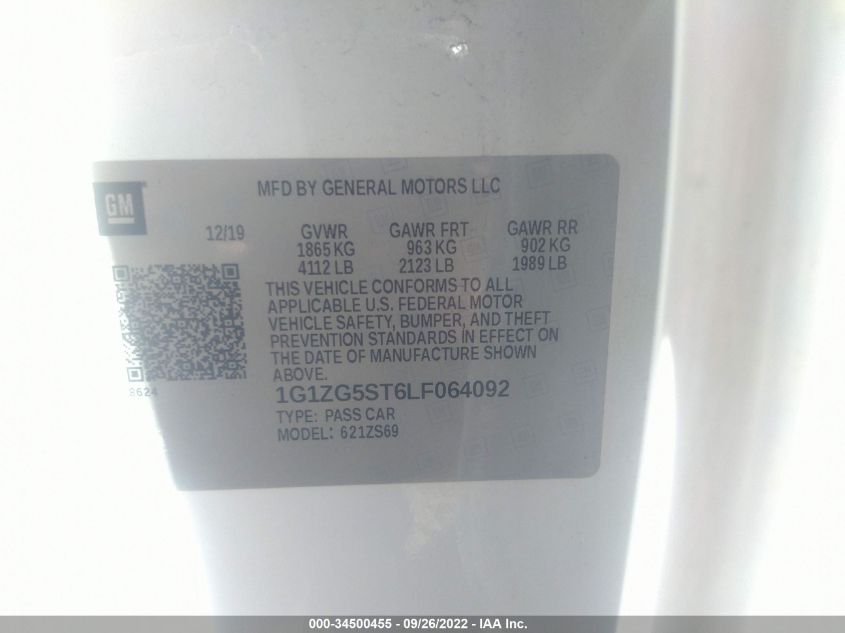 MFD BY GENERAL MOTORS LLC
GM
12/19
GVWR GAWR FRT GAWR RR
1865 KG 963 KG 902 KG
4112 LB 2123 LB 1989 LB
THIS VEHICLE CONFORMS TO ALL
APPLICABLE U.S. FEDERAL MOTOR
VEHICLE SAFETY, BUMPER, AND THEFT
PREVENTION STANDARDS IN EFFECT ON
THE DATE OF MANUFACTURE SHOWN
ABOVE.
8624
1G1ZG5ST6LF064092
TYPE: PASS CAR
MODEL: 621ZS69
000-34500455 - 09/26/2022 - IAA Inc.